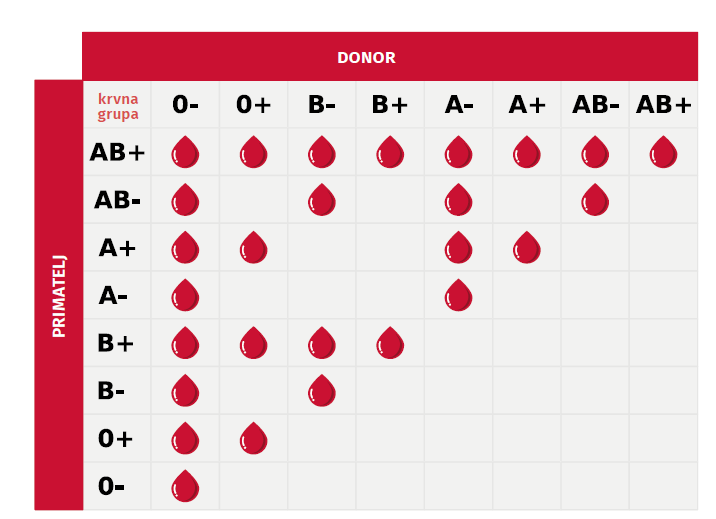 DONOR
krvna
grupa
0- 0+ B- B+ A- A+ AB- AB+
AB+
AB-
A+
A-
B+
B-
0+
0-
PRIMATELJ